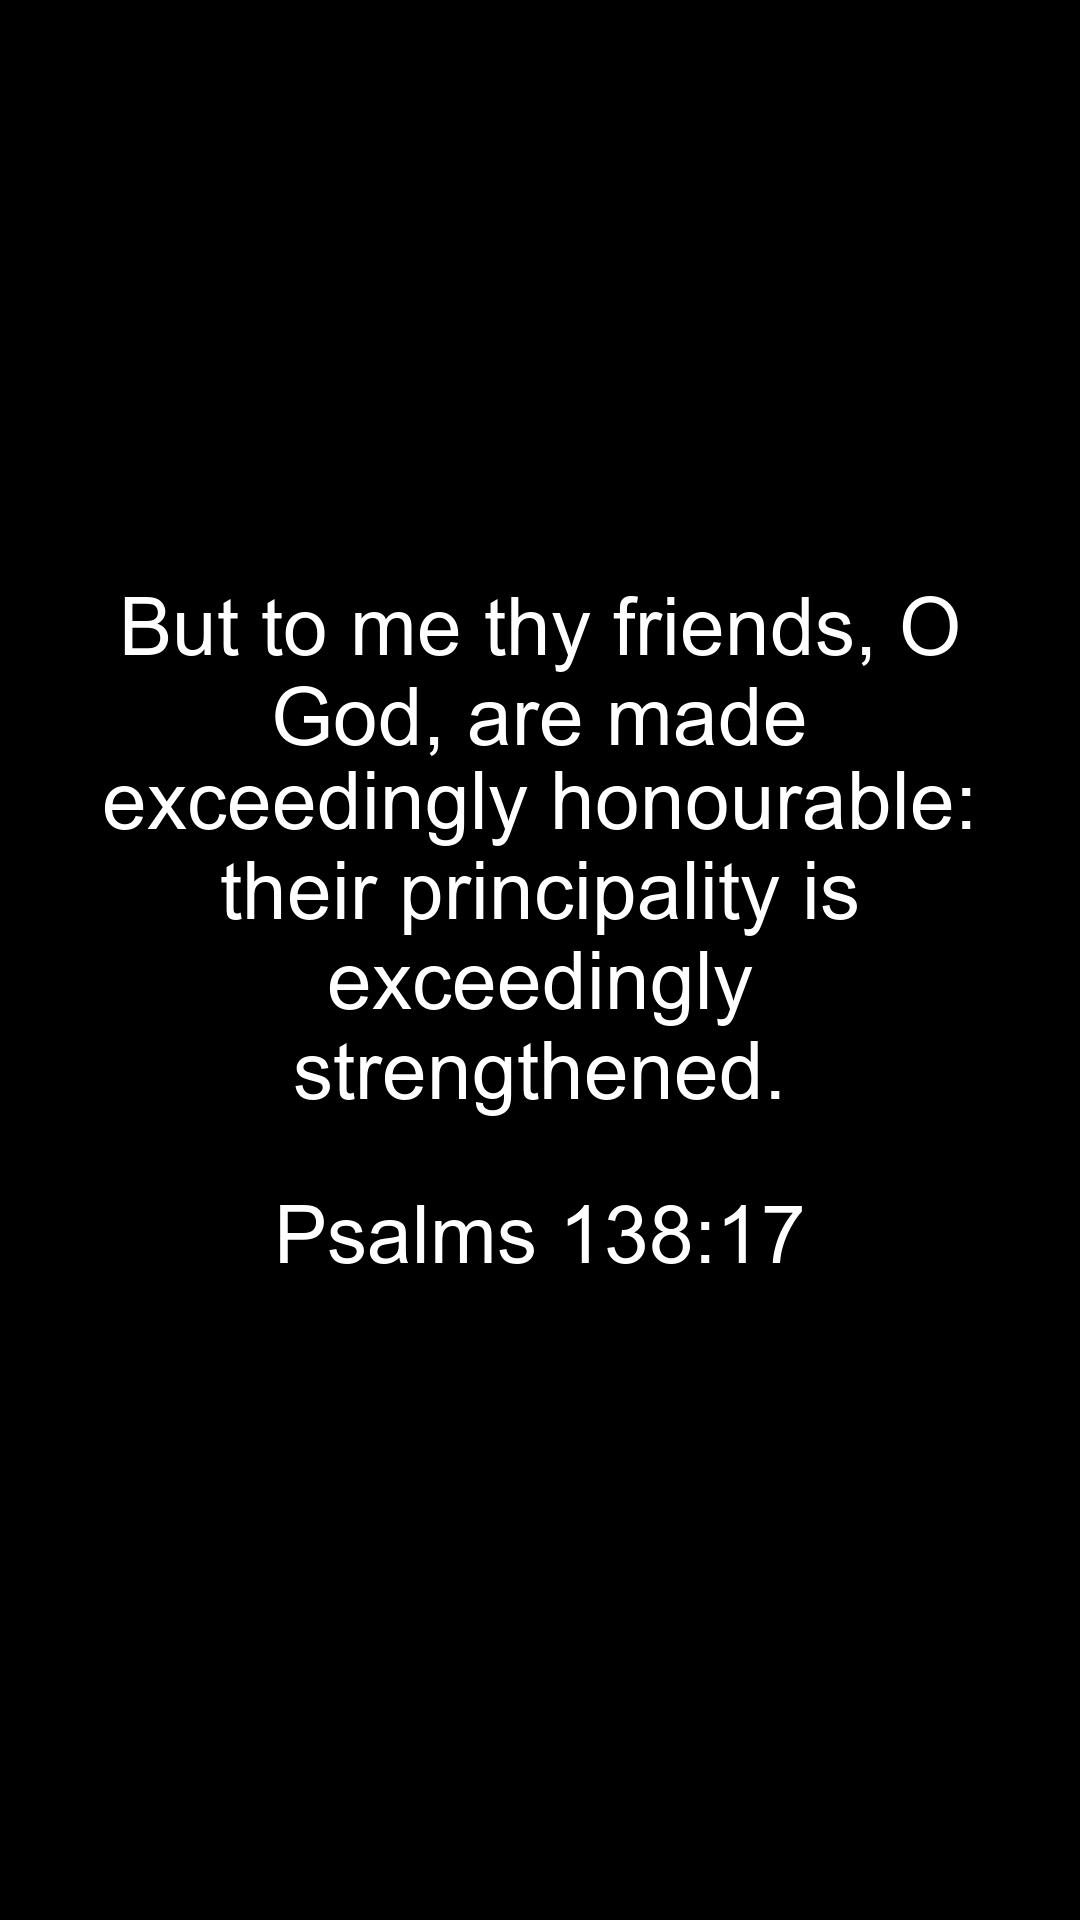 But to me thy friends, O
God, are made
exceedingly honourable:
their principality is
exceedingly
strengthened.
Psalms 138:17